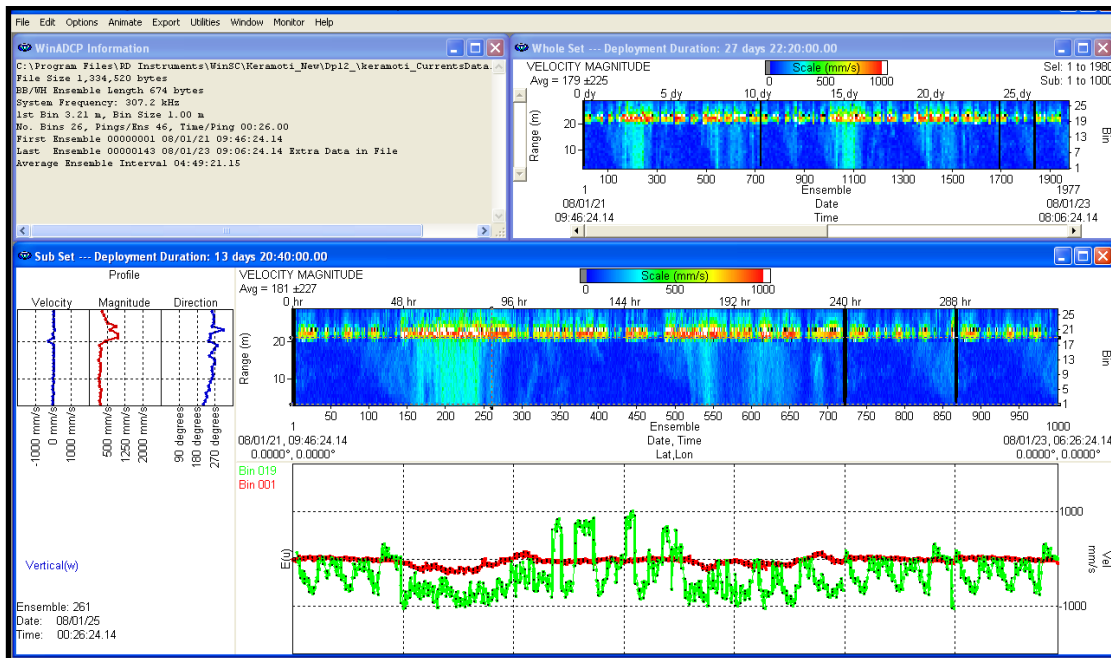 File Edit Options Animate Export Utilities Window Monitor Help
WinADCP Information
C:\Program Files\RD Instruments\WinSC\Keramoti_New\Dpl2_\keramoti_CurrentsData.
File Size 1,334,520 bytes
BB/WH Ensemble Length 674 bytes
System Frequency: 307.2 kHz
1st Bin 3.21 m, Bin Size 1.00 m
No. Bins 26, Pings/Ens 46, Time/Ping 00:26.00
First Ensemble 00000001 08/01/21 09:46:24.14
Last Ensemble 00000143 08/01/23 09:06:24.14 Extra Data in File
Average Ensemble Interval 04:49:21.15
Whole Set --- Deployment Duration: 27 days 22:20:00.00
VELOCITY MAGNITUDE
Scale (mm/s)
Sel: 1 to 1980
Avg = 179 ±225
0 500 1000
Sub: 1 to 1000
0 dy 5 dy 10 dy 15 dy 20 dy 25 dy
Range (m)
20
10
25
19
13
7
1
Bin
100 300 500 700 900 1100 1300 1500 1700 1900
Ensemble
1 1977
08/01/21 Date 08/01/23
09:46:24.14 Time 08:06:24.14
Sub Set --- Deployment Duration: 13 days 20:40:00.00
Profile
Velocity Magnitude Direction
-1000 mm/s
0 mm/s
1000 mm/s
500 mm/s
1250 mm/s
2000 mm/s
90 degrees
180 degrees
270 degrees
Vertical(w)
Ensemble: 261
Date: 08/01/25
Time: 00:26:24.14
VELOCITY MAGNITUDE
Scale (mm/s)
Avg = 181 ±227
0 500 1000
0 hr 48 hr 96 hr 144 hr 192 hr 240 hr 288 hr
Range (m)
20
10
25
21
17
13
9
5
1
Bin
50 100 150 200 250 300 350 400 450 500 550 600 650 700 750 800 850 900 950
1 Ensemble 1000
08/01/21, 09:46:24.14 Date, Time 08/01/23, 06:26:24.14
0.0000°, 0.0000° Lat,Lon 0.0000°, 0.0000°
Bin 019
Bin 001
E(u)
1000
-1000
Vel
mm/s